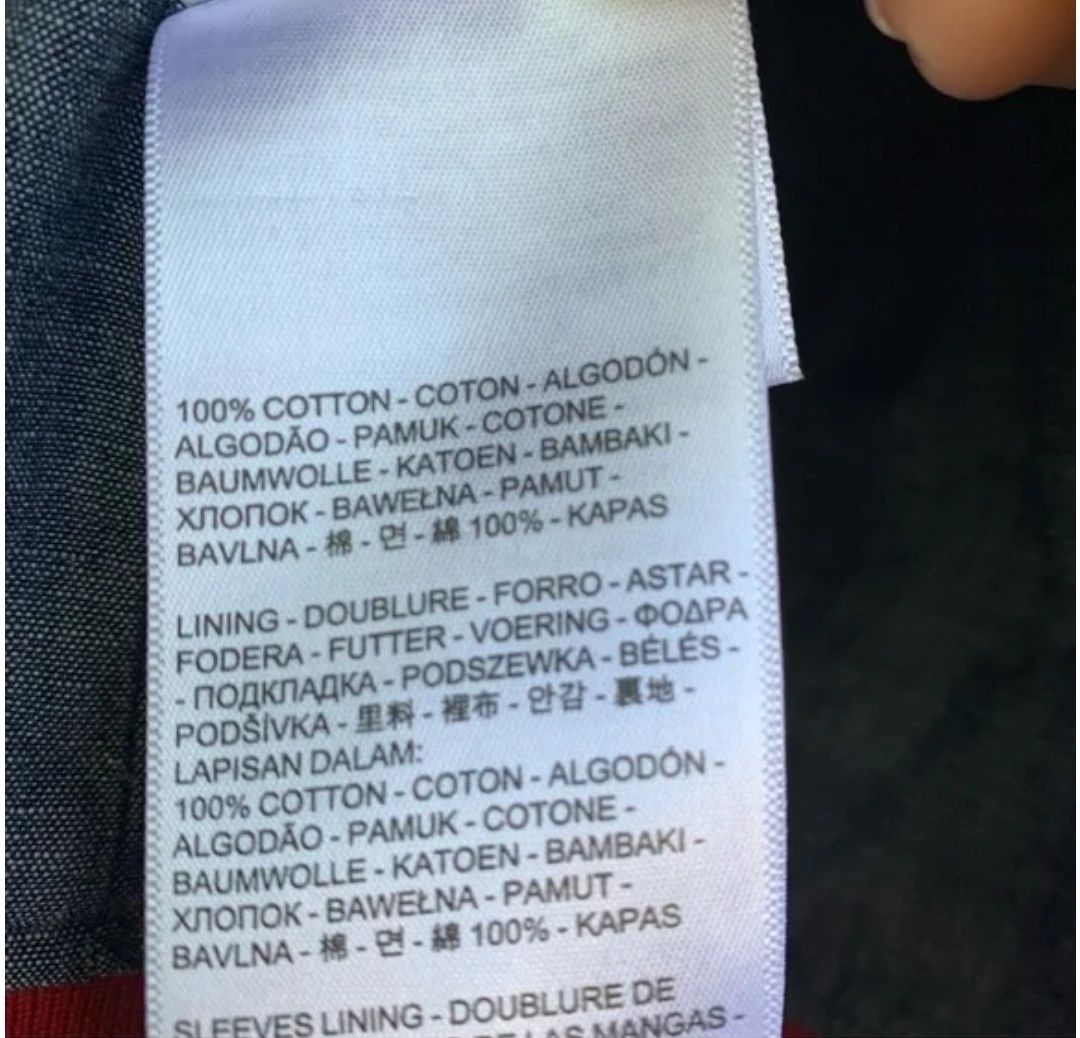 100% COTTON - COTON - ALGODÓN -
ALGODÃO - PAMUK - COTONE -
BAUMWOLLE - KATOEN - BAMBAKI -
ХЛОПОК - BAWEŁNA - PAMUT -
BAVLNA - 棉 - 면 - 綿 100% - KAPAS
LINING - DOUBLURE - FORRO - ASTAR -
FODERA - FUTTER - VOERING - ΦΟΔΡΑ
- ПОДКЛАДКА - PODSZEWKA - BÉLÉS -
PODŠÍVKA - 里料 - 裡布 - 안감 - 裏地 -
LAPISAN DALAM:
100% COTTON - COTON - ALGODÓN -
ALGODÃO - PAMUK - COTONE -
BAUMWOLLE - KATOEN - BAMBAKI -
ХЛОПОК - BAWEŁNA - PAMUT -
BAVLNA - 棉 - 면 - 綿 100% - KAPAS
SLEEVES LINING - DOUBLURE DE
DE LAS MANGAS -